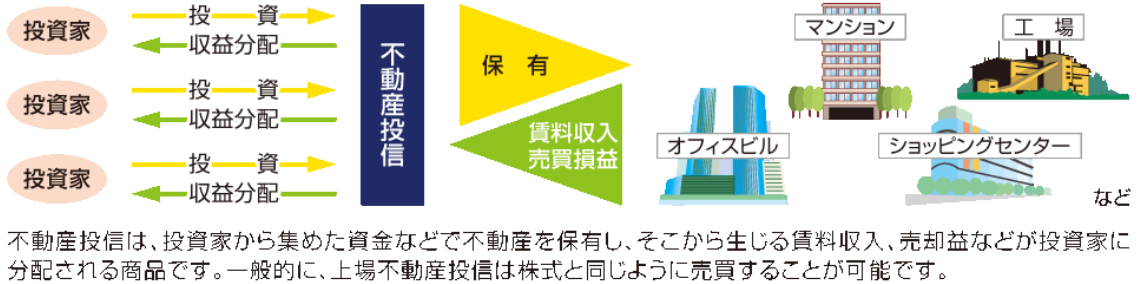 投資家
投 資
収益分配
投資家
投 資
収益分配
投資家
投 資
収益分配
不動産投信
保 有
賃料収入
売買損益
マンション
工 場
オフィスビル
ショッピングセンター
など
不動産投信は、投資家から集めた資金などで不動産を保有し、そこから生じる賃料収入、売却益などが投資家に
分配される商品です。一般的に、上場不動産投信は株式と同じように売買することが可能です。